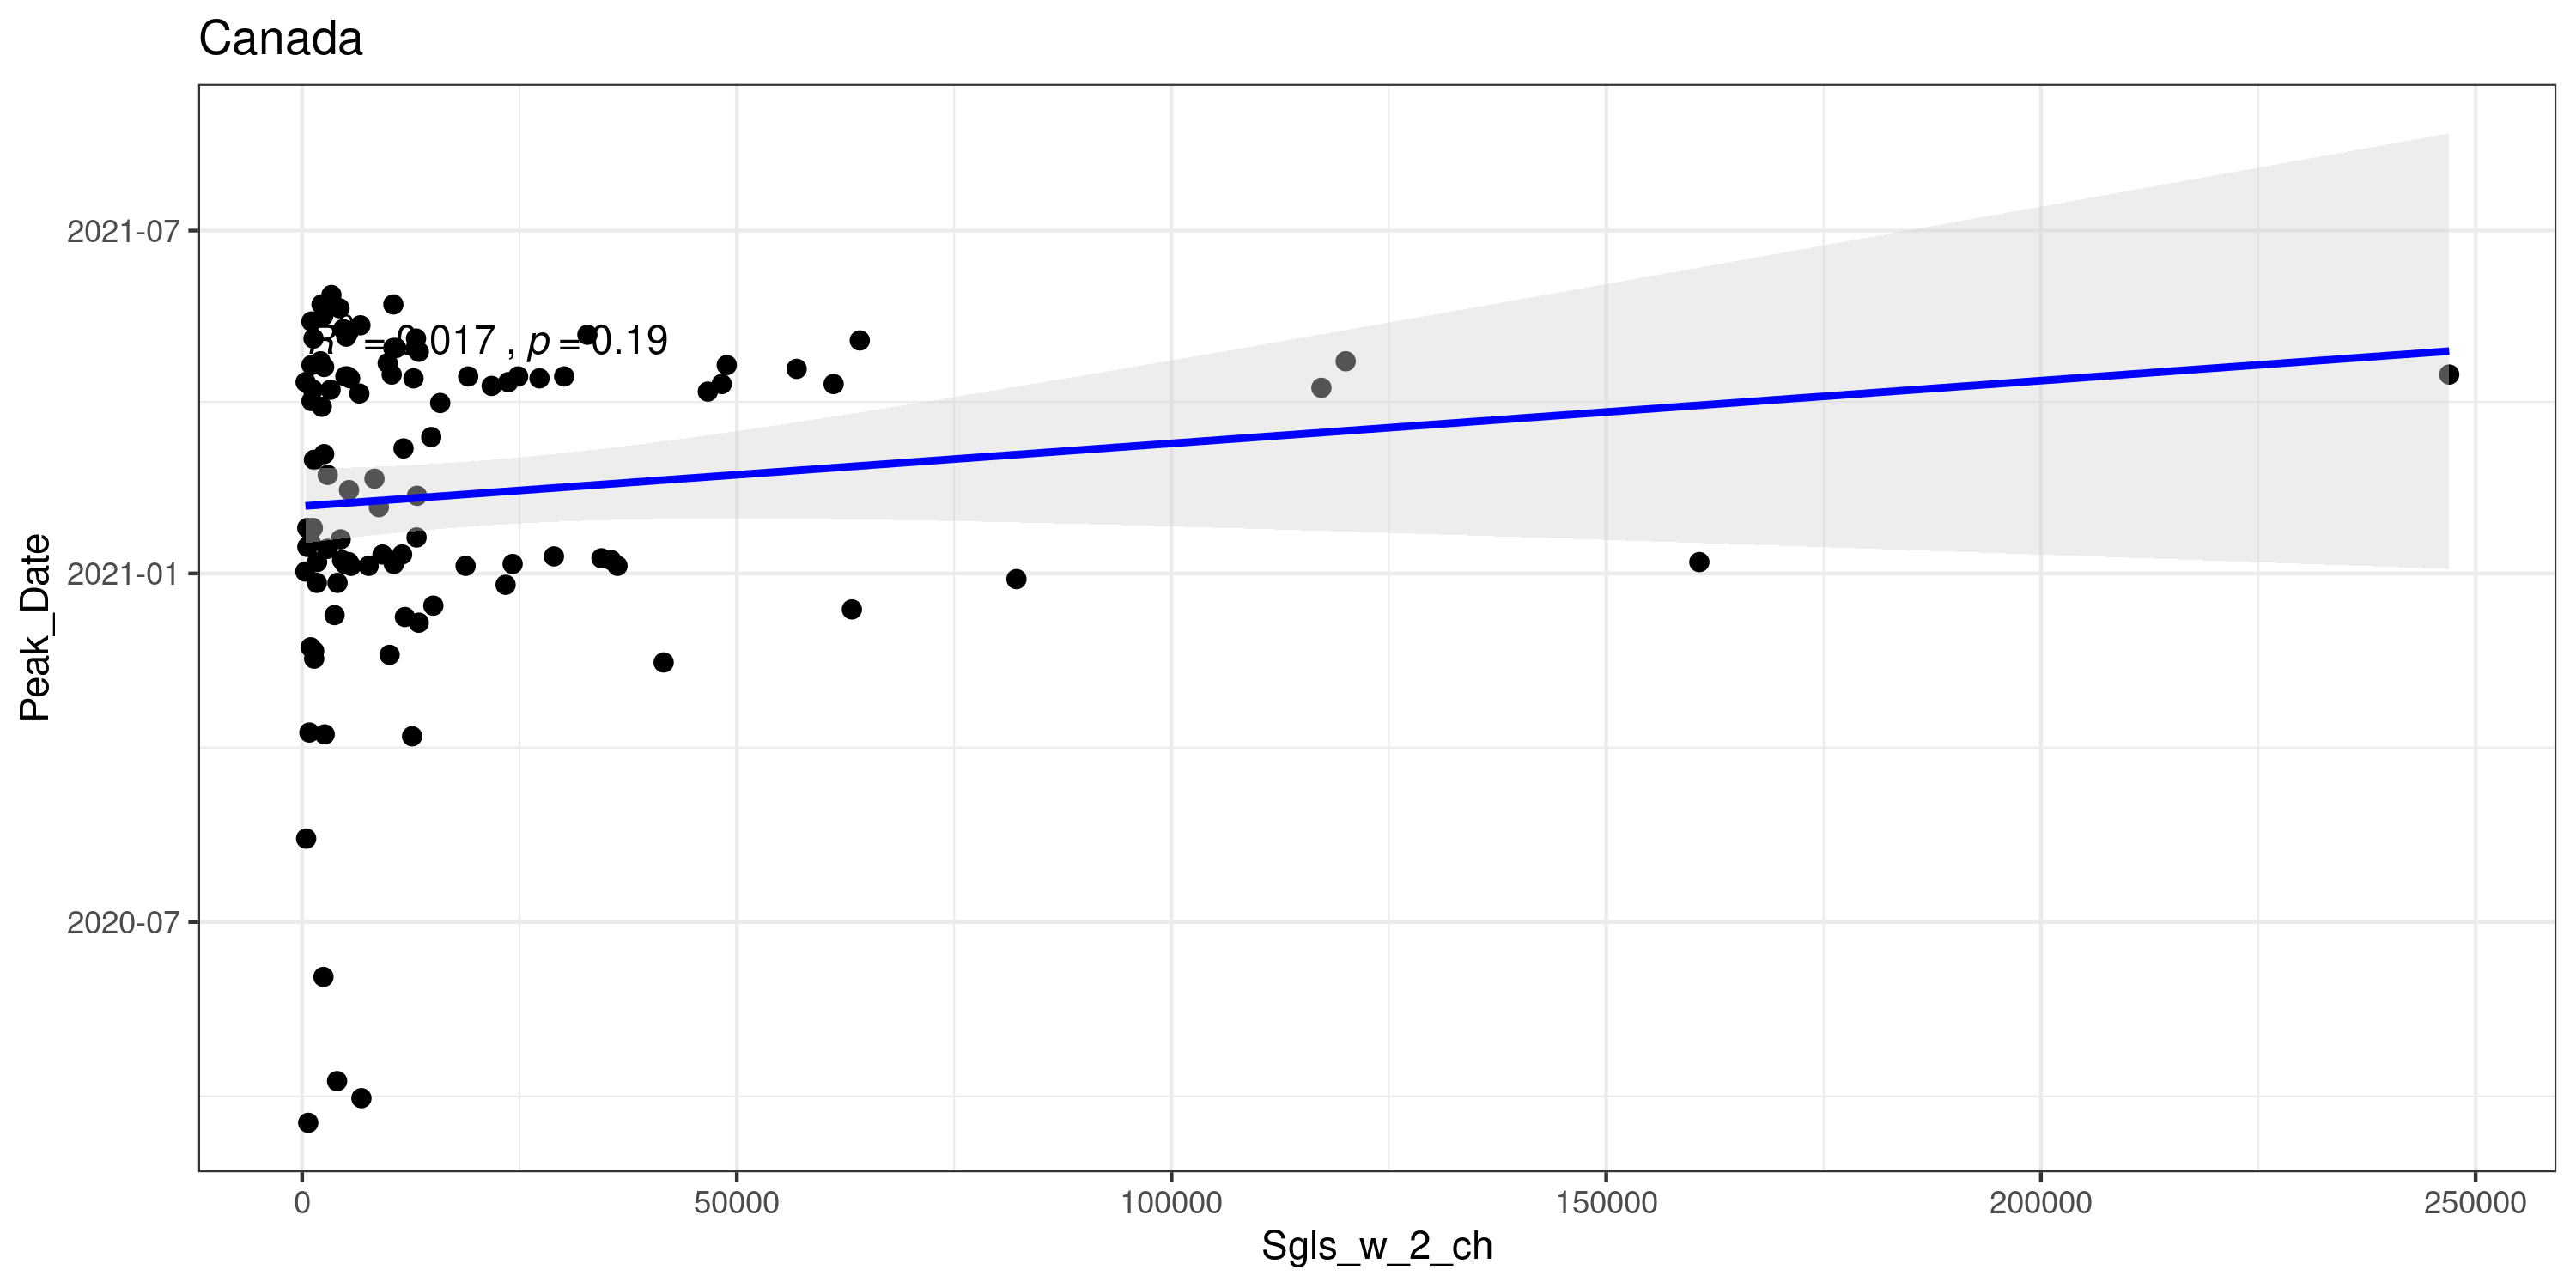 Canada
R² = 0.017 , p = 0.19
Peak_Date
2021-07
2021-01
2020-07
0 50000 100000 150000 200000 250000
Sgls_w_2_ch